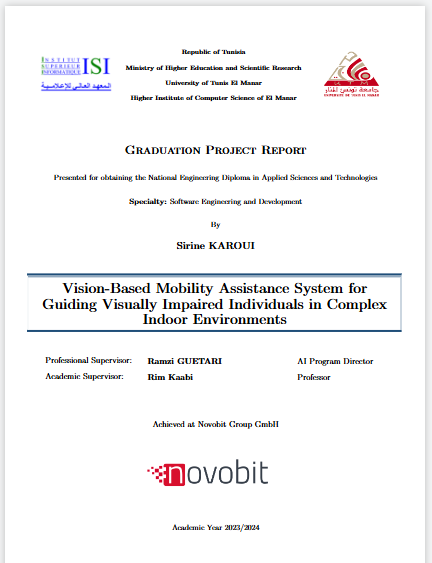 Republic of Tunisia
Ministry of Higher Education and Scientific Research
University of Tunis El Manar
Higher Institute of Computer Science of El Manar
INSTITUT
SUPERIEUR
INFORMATIQUE
ISI
المعهد العالي للإعلامية
جامعة تونس المنار
UNIVERSITÉ DE TUNIS EL MANAR
GRADUATION PROJECT REPORT
Presented for obtaining the National Engineering Diploma in Applied Sciences and Technologies
Specialty: Software Engineering and Development
By
Sirine KAROUI
Vision-Based Mobility Assistance System for
Guiding Visually Impaired Individuals in Complex
Indoor Environments
Professional Supervisor: Ramzi GUETARI AI Program Director
Academic Supervisor: Rim Kaabi Professor
Achieved at Novobit Group GmbH
novobit
Academic Year 2023/2024